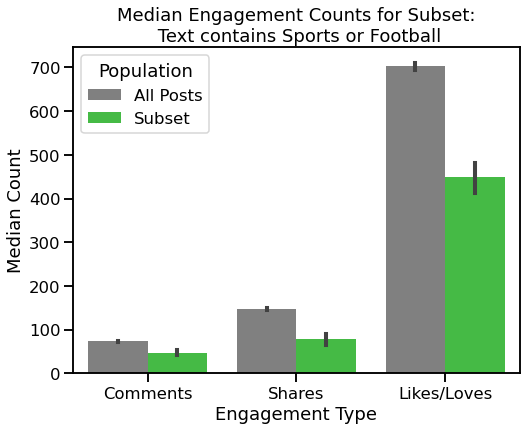 Median Engagement Counts for Subset:
Text contains Sports or Football
Population
All Posts
Subset
Median Count
700
600
500
400
300
200
100
0
Comments
Shares
Likes/Loves
Engagement Type